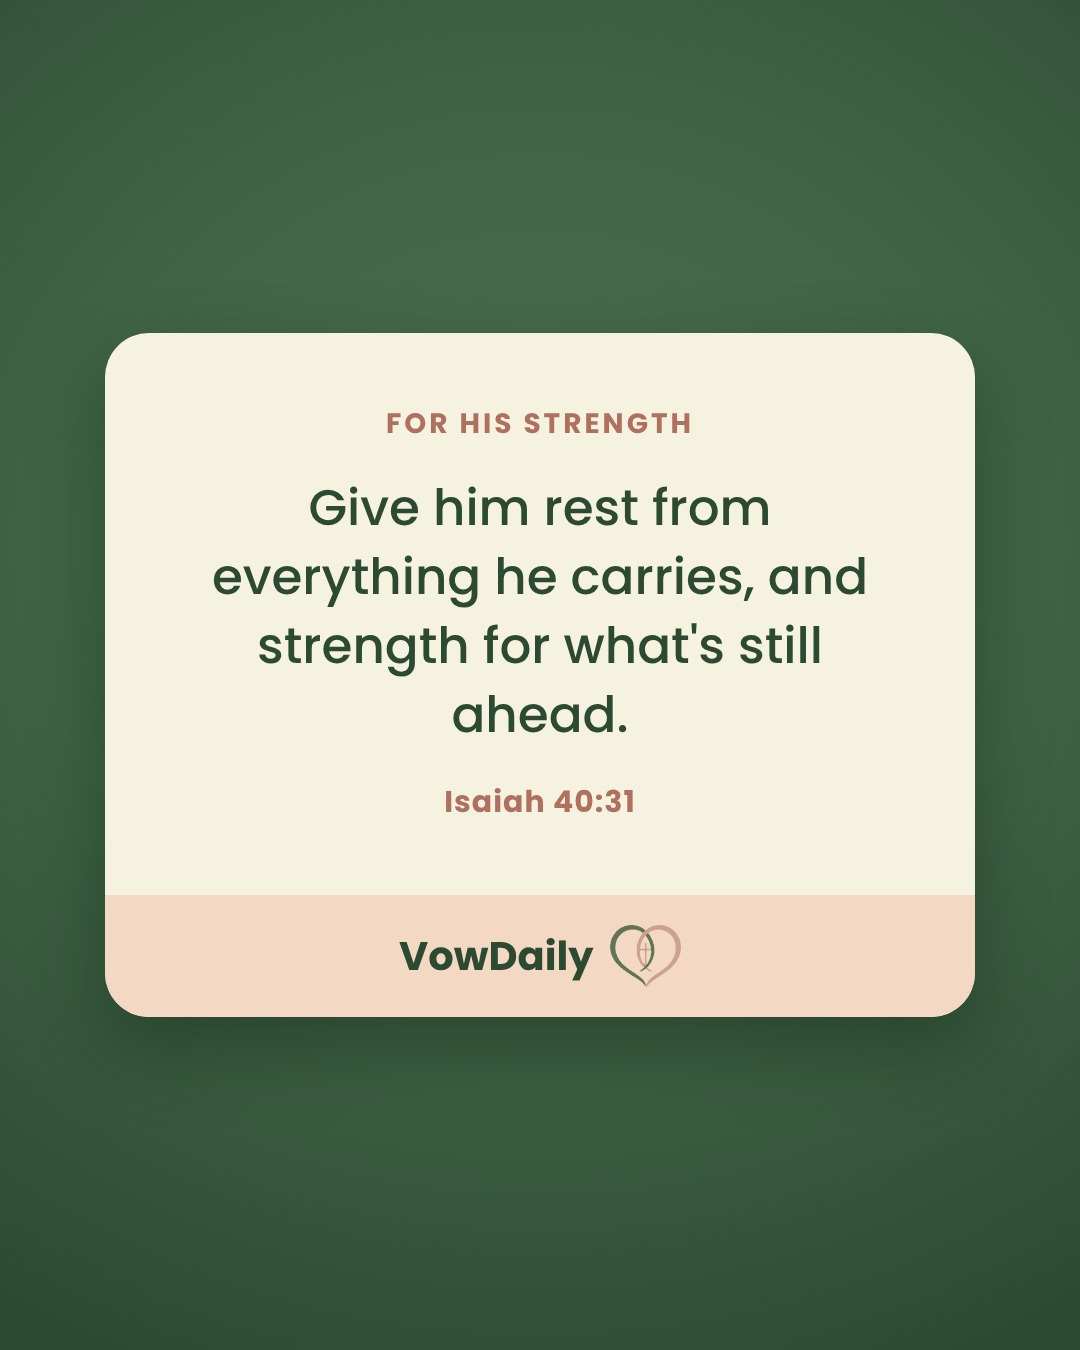 FOR HIS STRENGTH
Give him rest from
everything he carries, and
strength for what's still
ahead.
Isaiah 40:31
VowDaily